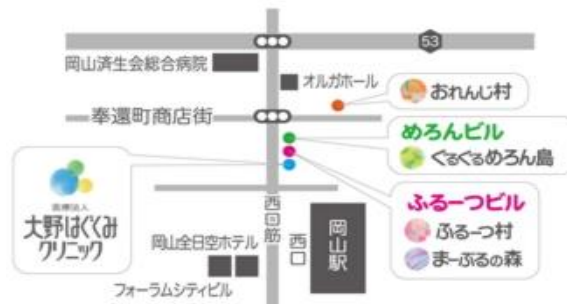 53
岡山済生会総合病院
オルガホール
おれんじ村
奉還町商店街
めろんビル
ぐるぐるめろん島
医療法人
大野はぐくみ
クリニック
西口筋
ふるーつビル
ふるーつ村
まーぶるの森
岡山全日空ホテル
西口
岡山駅
フォーラムシティビル